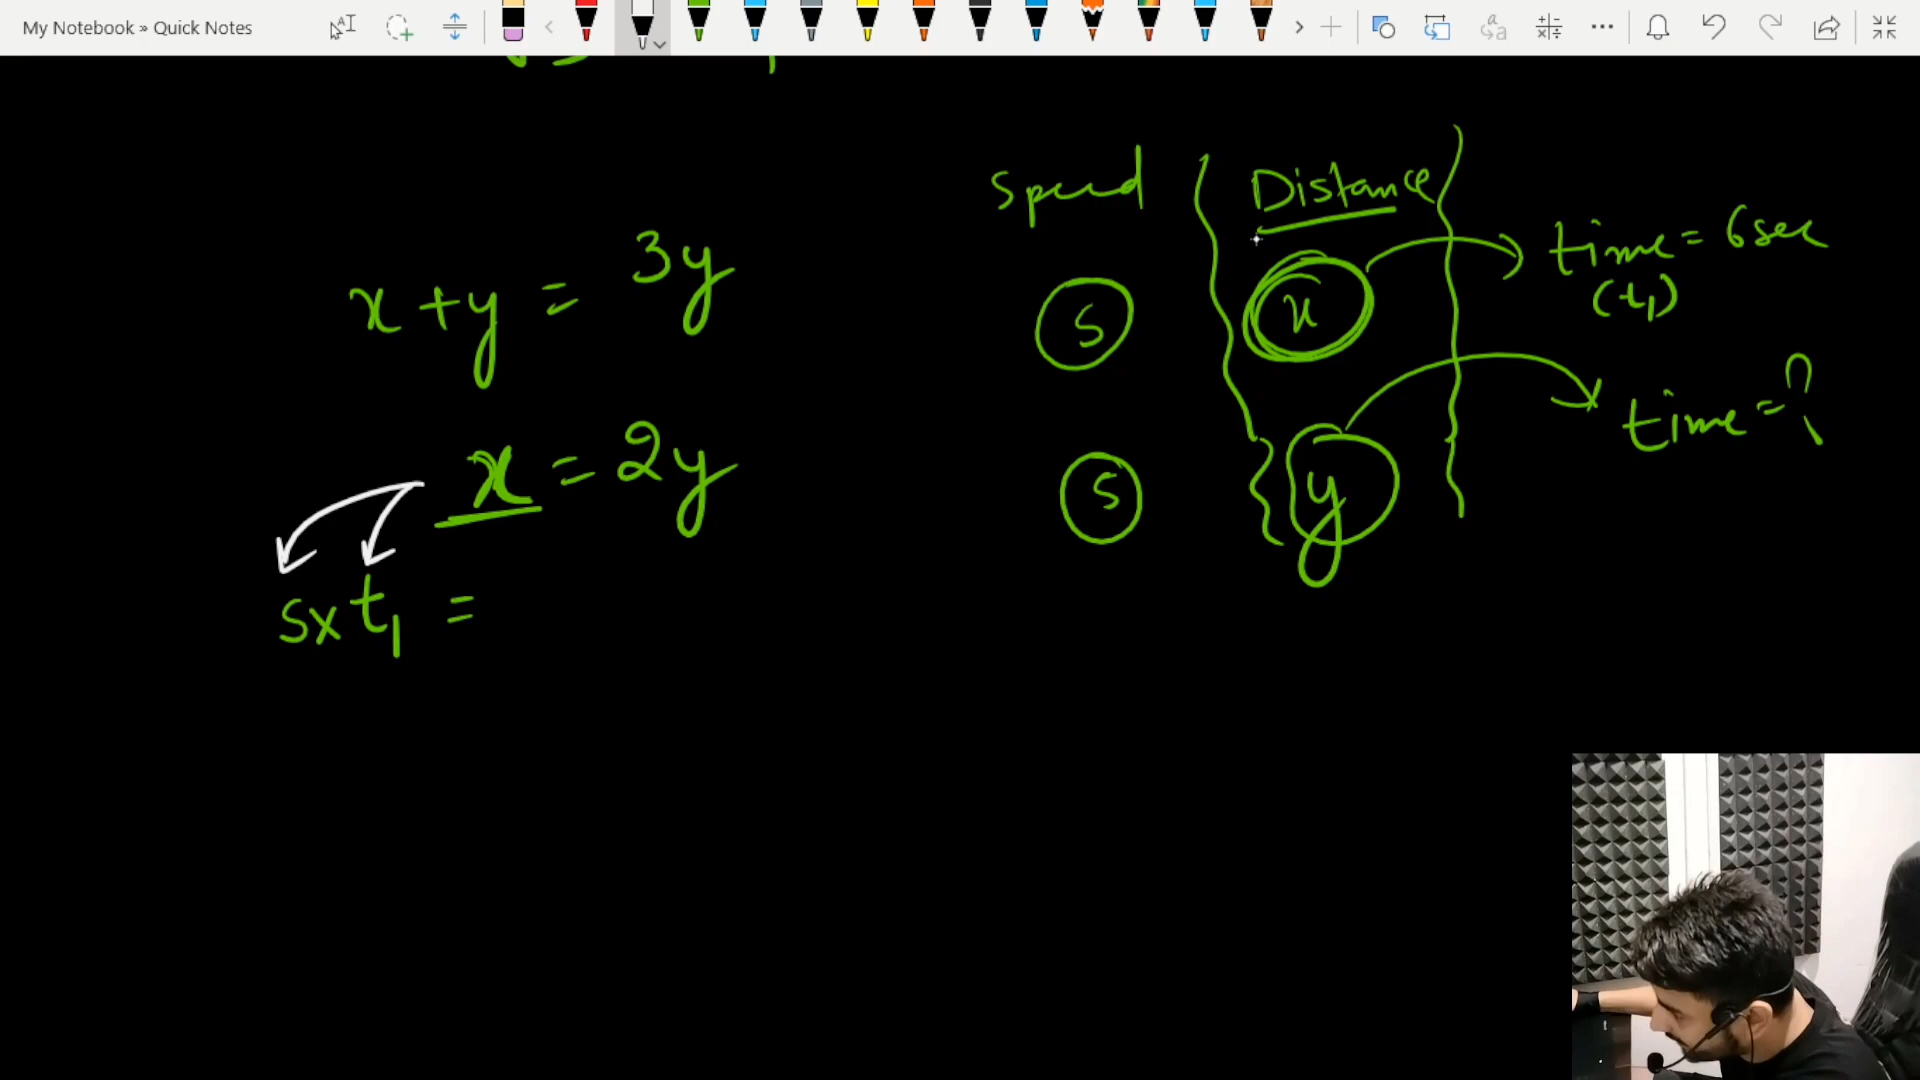 My Notebook » Quick Notes
x + y = 3y
x = 2y
s x t1 =
Speed
Distance
s
x
time = 6 sec
(t1)
s
y
time = ?